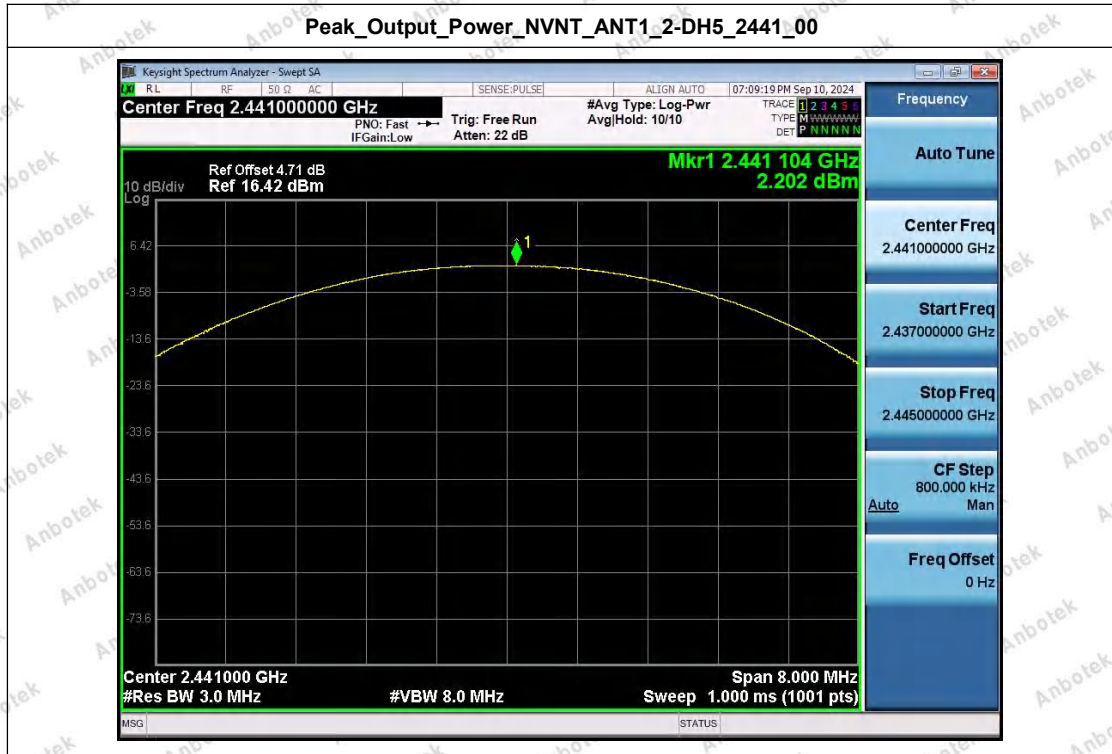 Peak_Output_Power_NVNT_ANT1_2-DH5_2441_00
Keysight Spectrum Analyzer - Swept SA
LXI RL RF 50 Ω AC SENSE:PULSE ALIGN AUTO 07:09:19 PM Sep 10, 2024
Center Freq 2.441000000 GHz
PNO: Fast
IFGain:Low
Trig: Free Run
Atten: 22 dB
#Avg Type: Log-Pwr
Avg|Hold: 10/10
TRACE 1 2 3 4 5 6
TYPE M WWWWW
DET P N N N N N
Mkr1 2.441 104 GHz
2.202 dBm
Ref Offset 4.71 dB
10 dB/div Ref 16.42 dBm
Log
1
6.42
-3.58
-13.6
-23.6
-33.6
-43.6
-53.6
-63.6
-73.6
Center 2.441000 GHz Span 8.000 MHz
#Res BW 3.0 MHz #VBW 8.0 MHz Sweep 1.000 ms (1001 pts)
MSG STATUS
Frequency
Auto Tune
Center Freq
2.441000000 GHz
Start Freq
2.437000000 GHz
Stop Freq
2.445000000 GHz
CF Step
800.000 kHz
Auto Man
Freq Offset
0 Hz
Anbotek